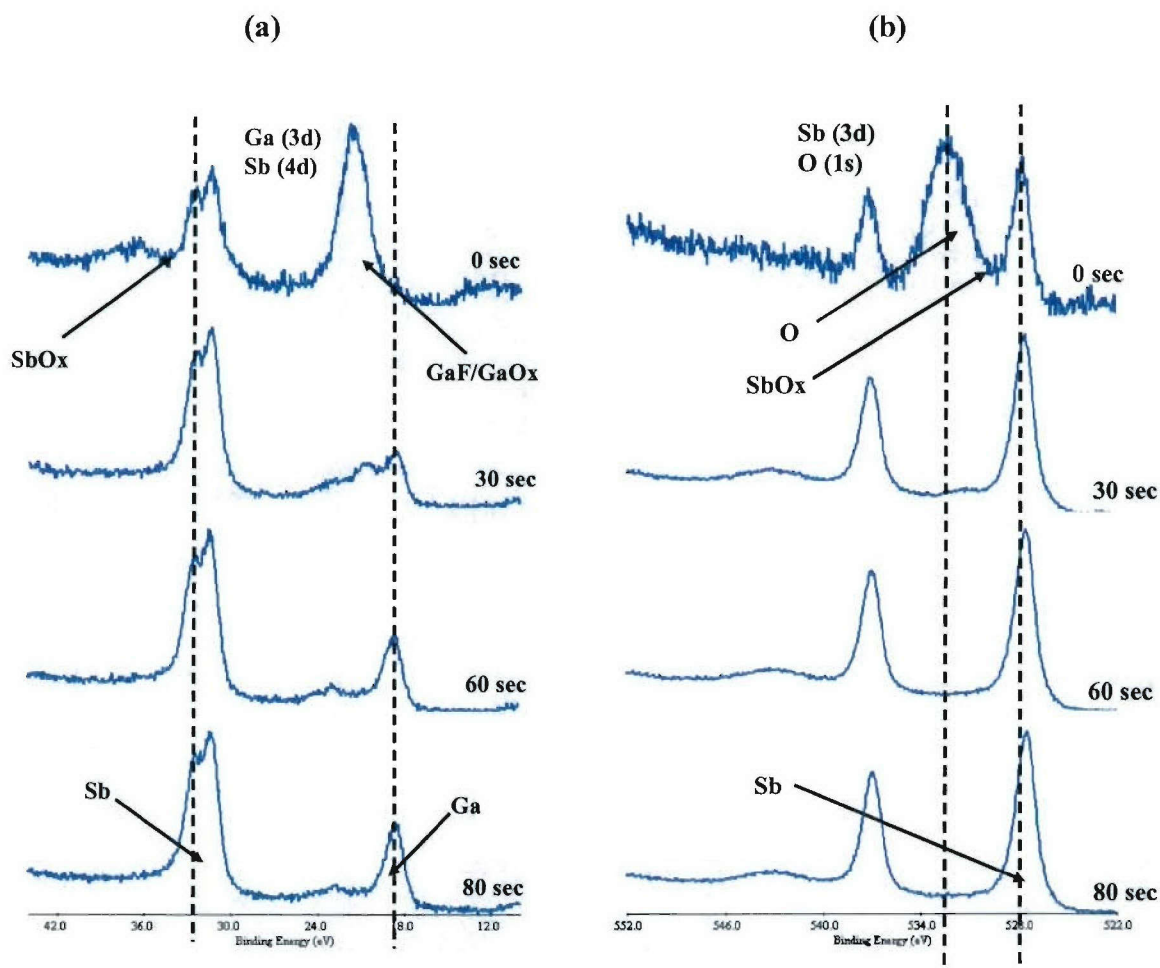 (a)
Ga (3d)
Sb (4d)
0 sec
SbOx
GaF/GaOx
30 sec
60 sec
Sb
Ga
80 sec
42.0 36.0 30.0 24.0 18.0 12.0
Binding Energy (eV)
(b)
Sb (3d)
O (1s)
0 sec
O
SbOx
30 sec
60 sec
Sb
80 sec
552.0 546.0 540.0 534.0 528.0 522.0
Binding Energy (eV)